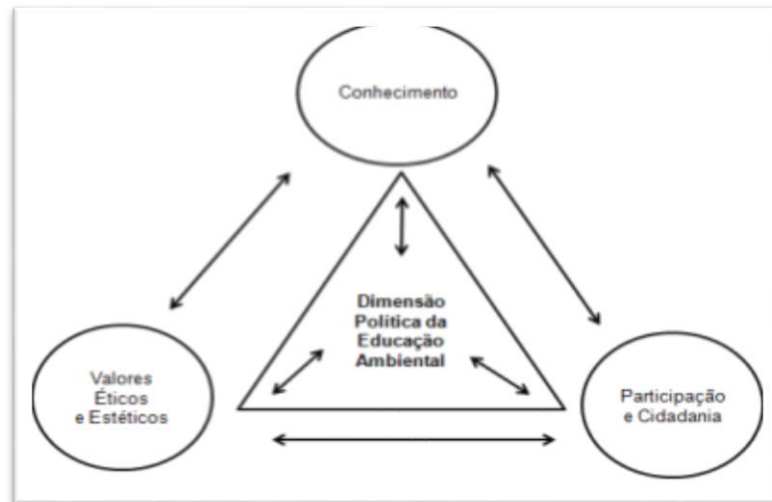 Conhecimento
Dimensão
Política da
Educação
Ambiental
Valores
Éticos
e Estéticos
Participação
e Cidadania